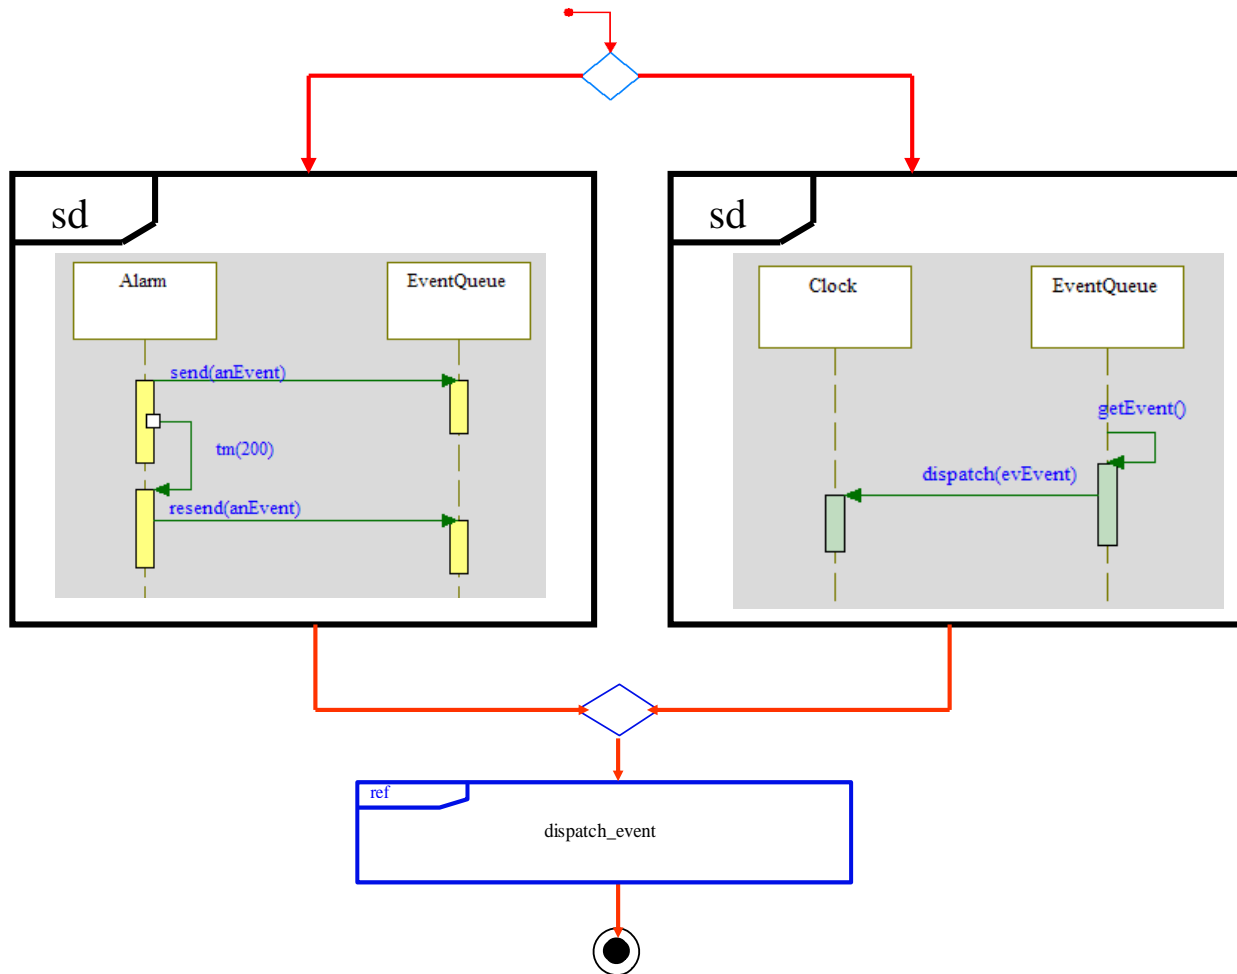 sd
Alarm
EventQueue
send(anEvent)
tm(200)
resend(anEvent)
sd
Clock
EventQueue
getEvent()
dispatch(evEvent)
ref
dispatch_event